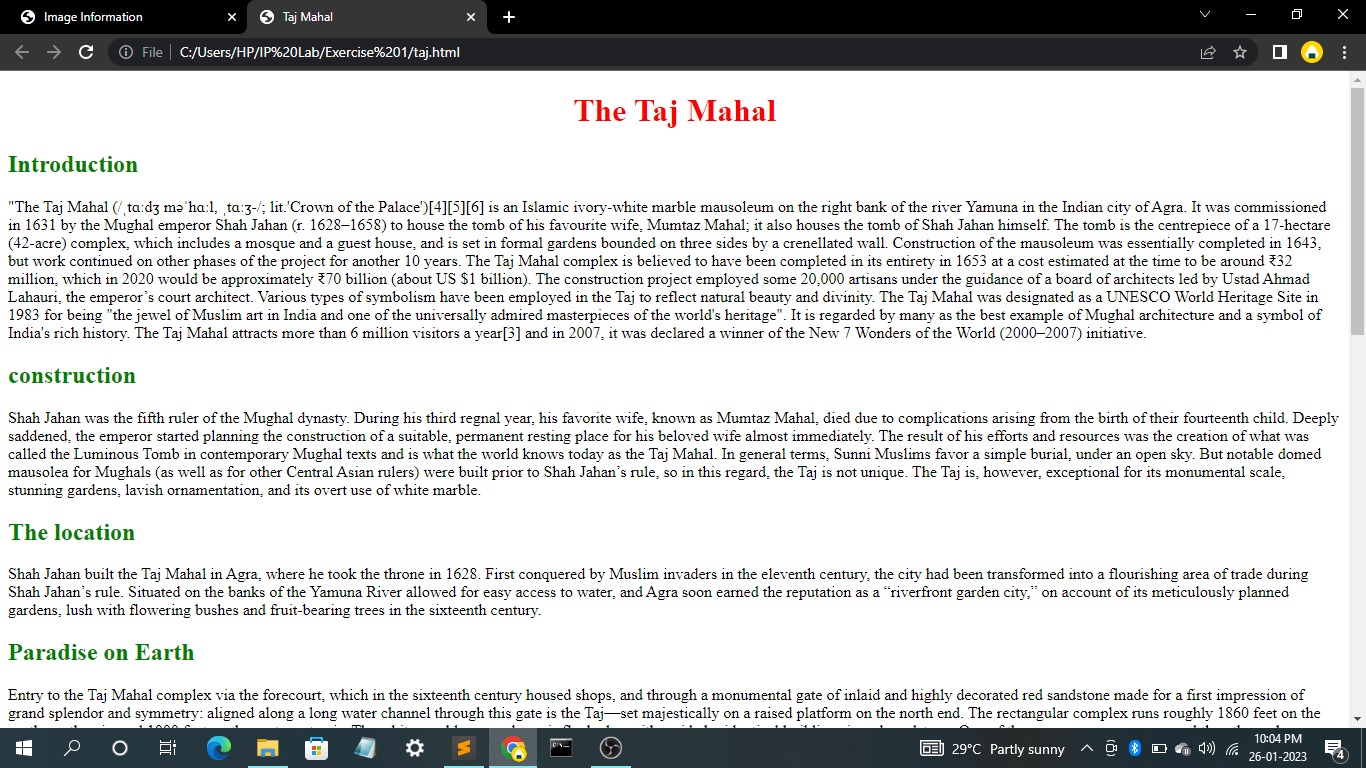 Image Information
Taj Mahal
File
C:/Users/HP/IP%20Lab/Exercise%201/taj.html
The Taj Mahal
Introduction
"The Taj Mahal (/ˌtɑːdʒ məˈhɑːl, ˌtɑːʒ-/; lit.'Crown of the Palace')[4][5][6] is an Islamic ivory-white marble mausoleum on the right bank of the river Yamuna in the Indian city of Agra. It was commissioned
in 1631 by the Mughal emperor Shah Jahan (r. 1628–1658) to house the tomb of his favourite wife, Mumtaz Mahal; it also houses the tomb of Shah Jahan himself. The tomb is the centrepiece of a 17-hectare
(42-acre) complex, which includes a mosque and a guest house, and is set in formal gardens bounded on three sides by a crenellated wall. Construction of the mausoleum was essentially completed in 1643,
but work continued on other phases of the project for another 10 years. The Taj Mahal complex is believed to have been completed in its entirety in 1653 at a cost estimated at the time to be around ₹32
million, which in 2020 would be approximately ₹70 billion (about US $1 billion). The construction project employed some 20,000 artisans under the guidance of a board of architects led by Ustad Ahmad
Lahauri, the emperor’s court architect. Various types of symbolism have been employed in the Taj to reflect natural beauty and divinity. The Taj Mahal was designated as a UNESCO World Heritage Site in
1983 for being "the jewel of Muslim art in India and one of the universally admired masterpieces of the world's heritage". It is regarded by many as the best example of Mughal architecture and a symbol of
India's rich history. The Taj Mahal attracts more than 6 million visitors a year[3] and in 2007, it was declared a winner of the New 7 Wonders of the World (2000–2007) initiative.
construction
Shah Jahan was the fifth ruler of the Mughal dynasty. During his third regnal year, his favorite wife, known as Mumtaz Mahal, died due to complications arising from the birth of their fourteenth child. Deeply
saddened, the emperor started planning the construction of a suitable, permanent resting place for his beloved wife almost immediately. The result of his efforts and resources was the creation of what was
called the Luminous Tomb in contemporary Mughal texts and is what the world knows today as the Taj Mahal. In general terms, Sunni Muslims favor a simple burial, under an open sky. But notable domed
mausolea for Mughals (as well as for other Central Asian rulers) were built prior to Shah Jahan’s rule, so in this regard, the Taj is not unique. The Taj is, however, exceptional for its monumental scale,
stunning gardens, lavish ornamentation, and its overt use of white marble.
The location
Shah Jahan built the Taj Mahal in Agra, where he took the throne in 1628. First conquered by Muslim invaders in the eleventh century, the city had been transformed into a flourishing area of trade during
Shah Jahan’s rule. Situated on the banks of the Yamuna River allowed for easy access to water, and Agra soon earned the reputation as a “riverfront garden city,” on account of its meticulously planned
gardens, lush with flowering bushes and fruit-bearing trees in the sixteenth century.
Paradise on Earth
Entry to the Taj Mahal complex via the forecourt, which in the sixteenth century housed shops, and through a monumental gate of inlaid and highly decorated red sandstone made for a first impression of
grand splendor and symmetry: aligned along a long water channel through this gate is the Taj—set majestically on a raised platform on the north end. The rectangular complex runs roughly 1860 feet on the
29°C Partly sunny
10:04 PM
26-01-2023
4